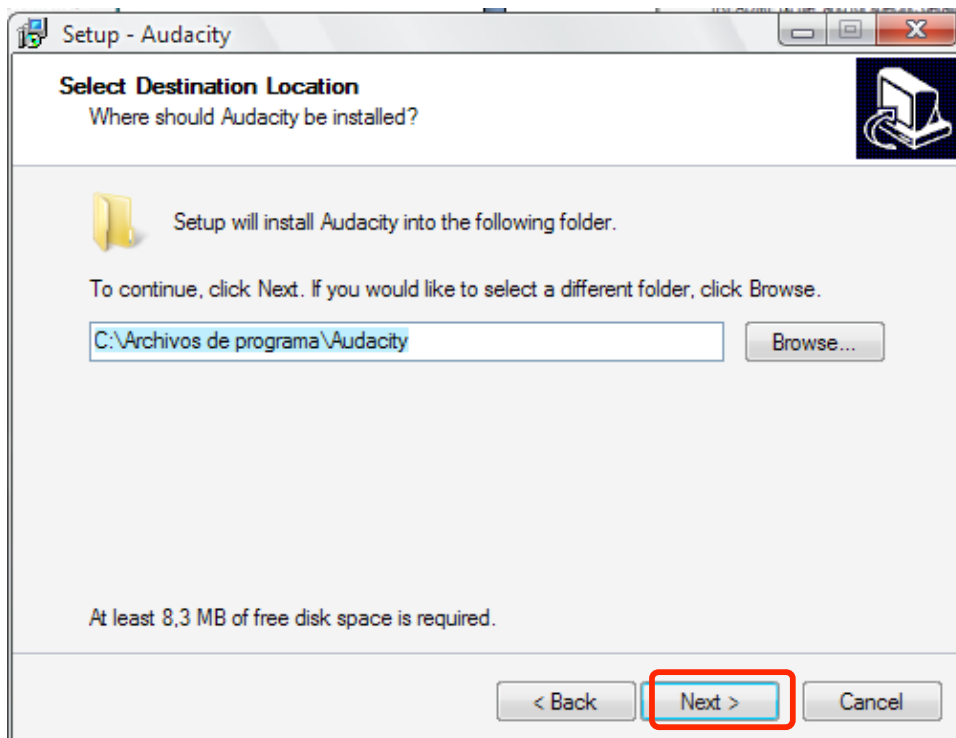 Setup - Audacity
Select Destination Location
Where should Audacity be installed?
Setup will install Audacity into the following folder.
To continue, click Next. If you would like to select a different folder, click Browse.
C:\Archivos de programa\Audacity
Browse...
At least 8,3 MB of free disk space is required.
< Back
Next >
Cancel